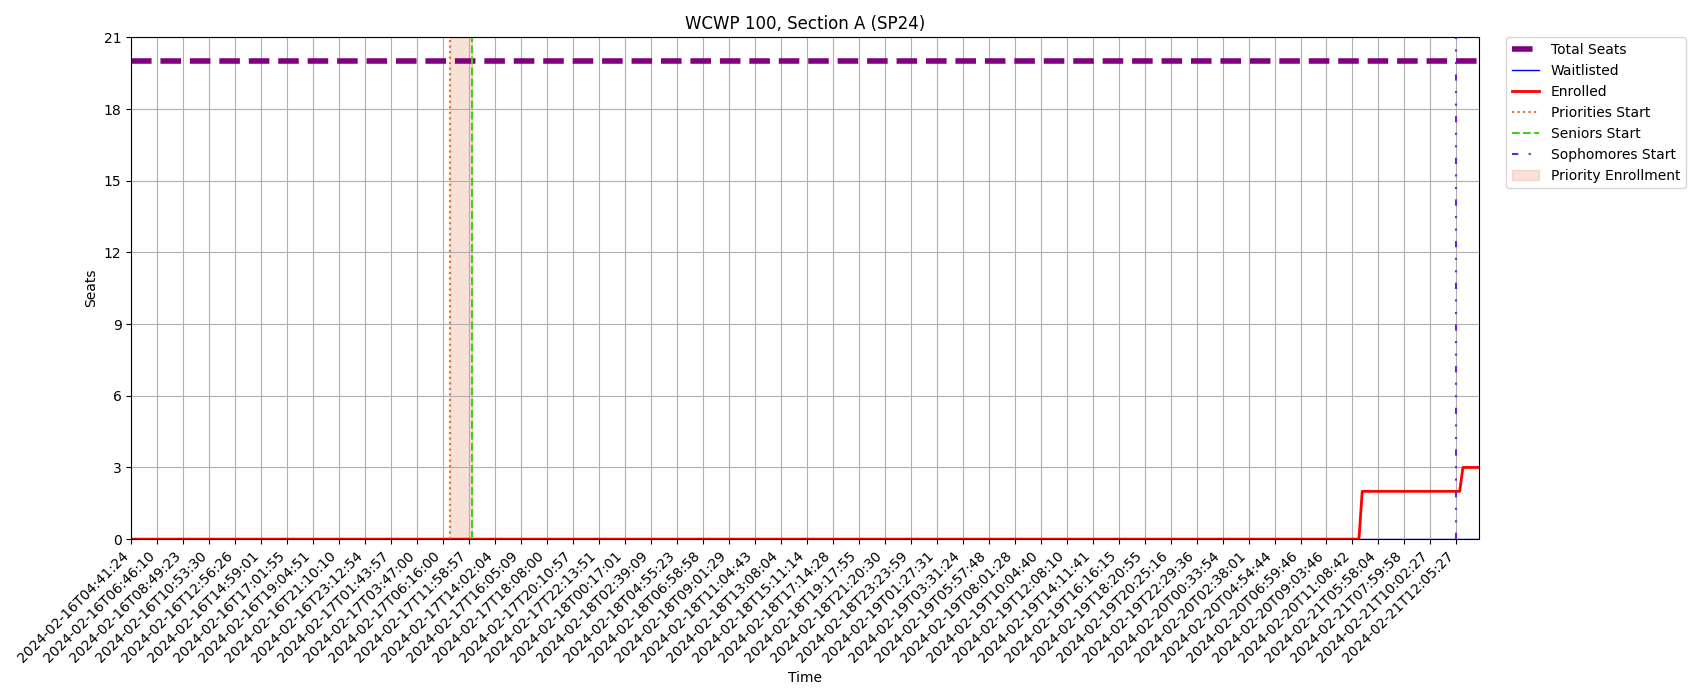 WCWP 100, Section A (SP24)
Seats
21
18
15
12
9
6
3
0
Total Seats
Waitlisted
Enrolled
Priorities Start
Seniors Start
Sophomores Start
Priority Enrollment
2024-02-16T04:41:24
2024-02-16T06:46:10
2024-02-16T08:49:23
2024-02-16T10:53:30
2024-02-16T12:56:26
2024-02-16T14:59:01
2024-02-16T17:01:55
2024-02-16T19:04:51
2024-02-16T21:10:10
2024-02-16T23:12:54
2024-02-17T01:43:57
2024-02-17T03:47:00
2024-02-17T06:16:00
2024-02-17T11:58:57
2024-02-17T14:02:04
2024-02-17T16:05:09
2024-02-17T18:08:00
2024-02-17T20:10:57
2024-02-17T22:13:51
2024-02-18T00:17:01
2024-02-18T02:39:09
2024-02-18T04:55:23
2024-02-18T06:58:58
2024-02-18T09:01:29
2024-02-18T11:04:43
2024-02-18T13:08:04
2024-02-18T15:11:14
2024-02-18T17:14:28
2024-02-18T19:17:55
2024-02-18T21:20:30
2024-02-18T23:23:59
2024-02-19T01:27:31
2024-02-19T03:31:24
2024-02-19T05:57:48
2024-02-19T08:01:28
2024-02-19T10:04:40
2024-02-19T12:08:10
2024-02-19T14:11:41
2024-02-19T16:16:15
2024-02-19T18:20:55
2024-02-19T20:25:16
2024-02-19T22:29:36
2024-02-20T00:33:54
2024-02-20T02:38:01
2024-02-20T04:54:44
2024-02-20T06:59:46
2024-02-20T09:03:46
2024-02-20T11:08:42
2024-02-21T05:58:04
2024-02-21T07:59:58
2024-02-21T10:02:27
2024-02-21T12:05:27
Time